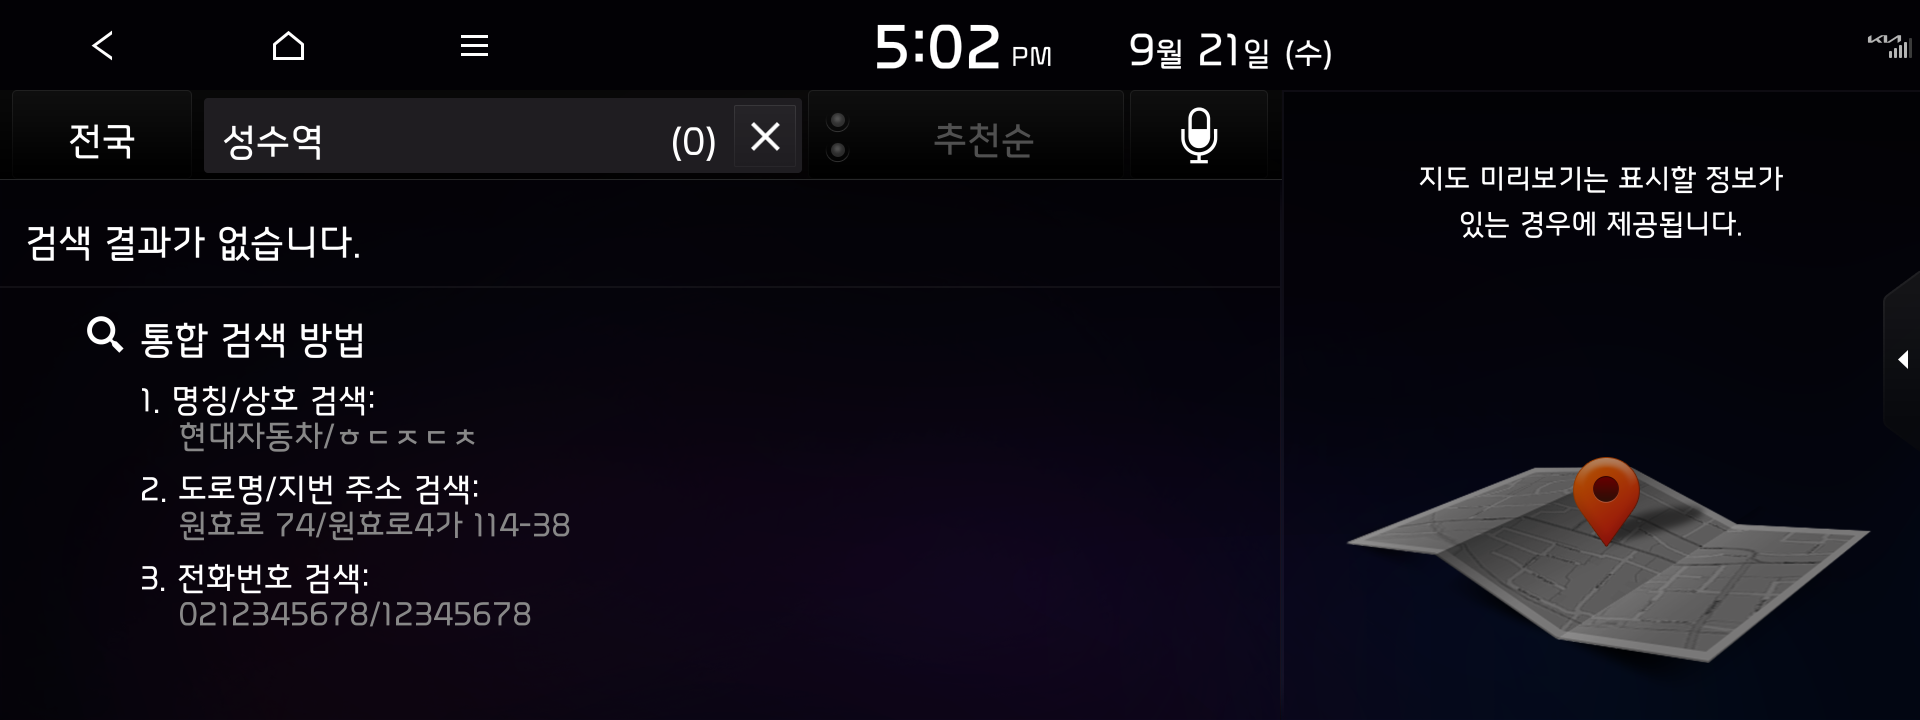 5:02 PM 9월 21일 (수)
KIA
전국 성수역 (0) 추천순
검색 결과가 없습니다.
통합 검색 방법
1. 명칭/상호 검색:
현대자동차/ㅎㄷㅈㄷㅊ
2. 도로명/지번 주소 검색:
원효로 74/원효로4가 114-38
3. 전화번호 검색:
0212345678/12345678
지도 미리보기는 표시할 정보가
있는 경우에 제공됩니다.